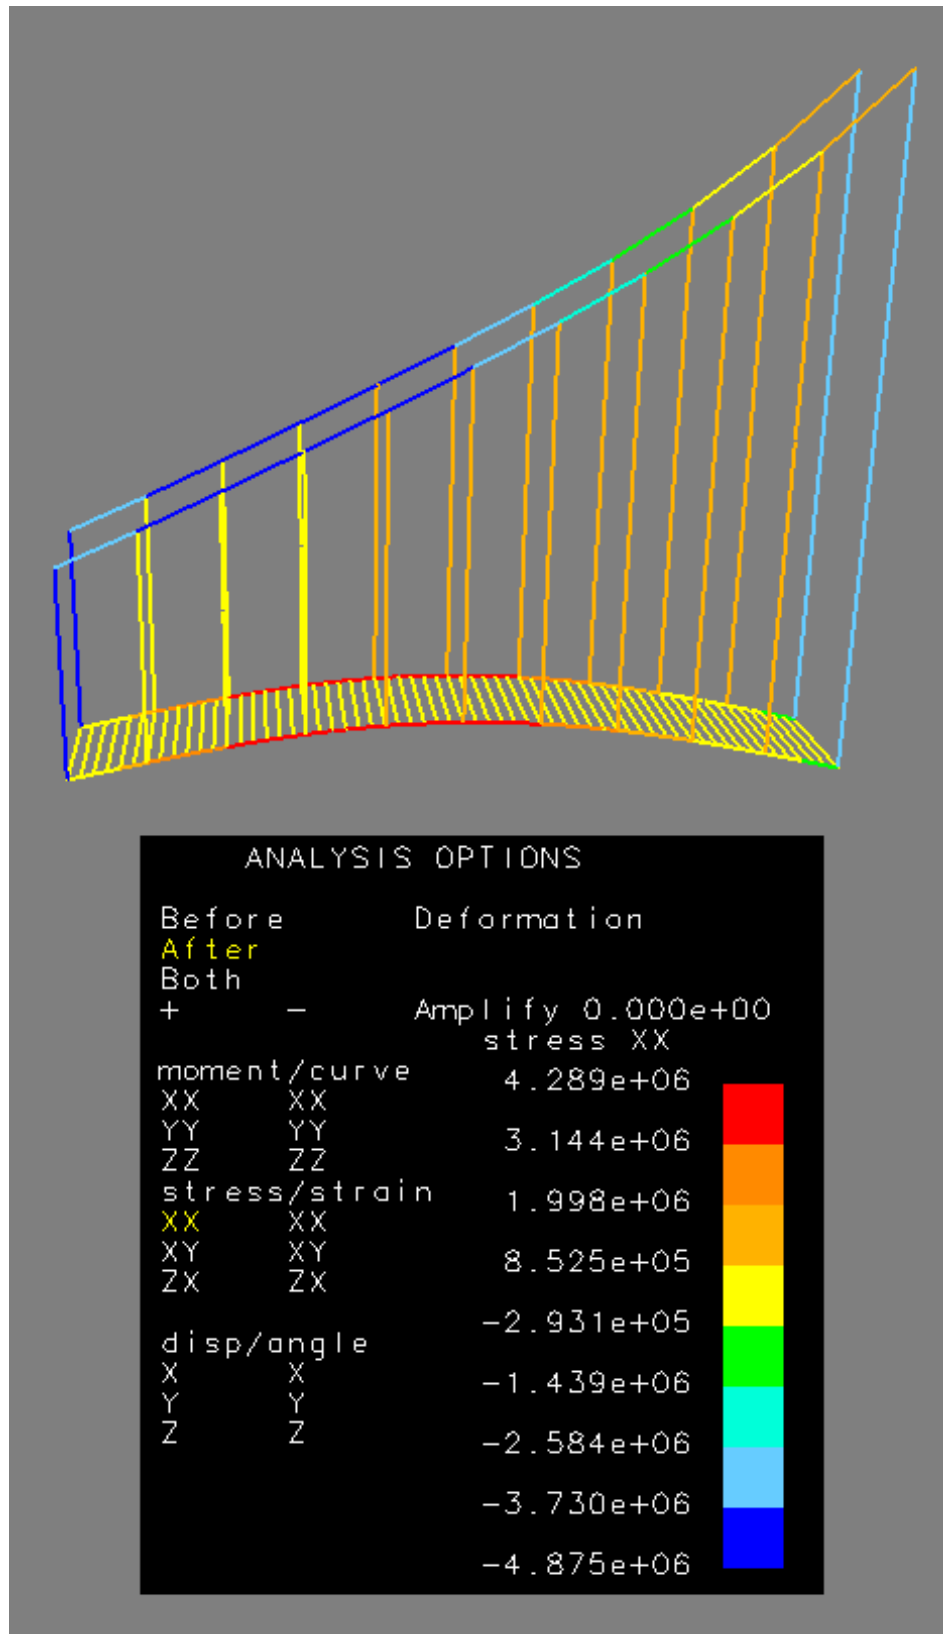 ANALYSIS OPTIONS
Before Deformation
After
Both
+ − Amplify 0.000e+00
stress XX
moment/curve 4.289e+06
XX XX
YY YY 3.144e+06
ZZ ZZ
stress/strain 1.998e+06
XX XX
XY XY 8.525e+05
ZX ZX
−2.931e+05
disp/angle
X X −1.439e+06
Y Y
Z Z −2.584e+06
−3.730e+06
−4.875e+06